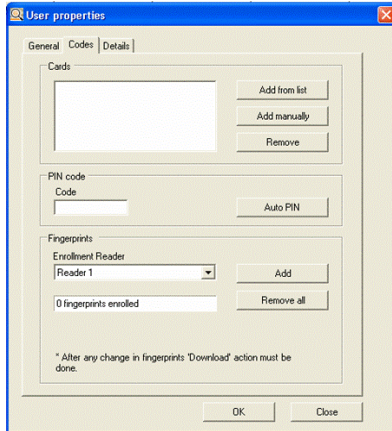 User properties
General Codes Details
Cards
Add from list
Add manually
Remove
PIN code
Code
Auto PIN
Fingerprints
Enrollment Reader
Reader 1
Add
0 fingerprints enrolled
Remove all
* After any change in fingerprints 'Download' action must be
done.
OK Close